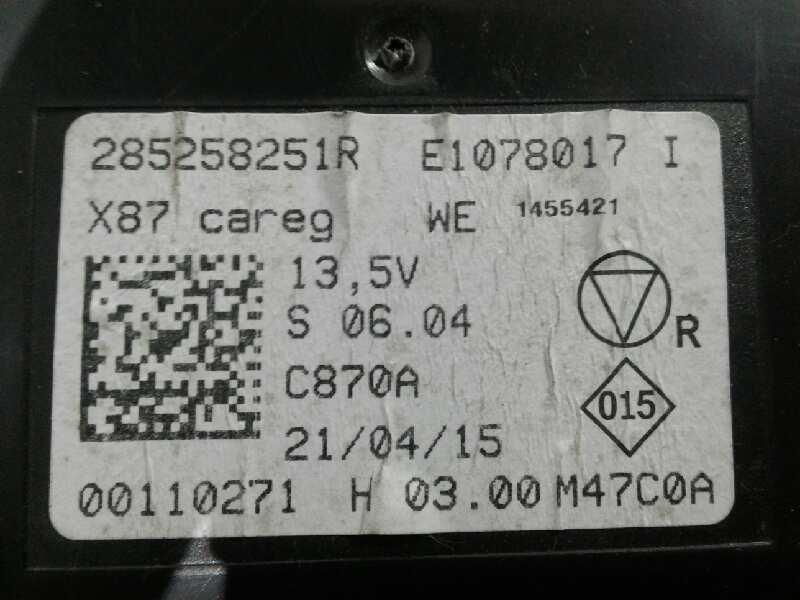 285258251R E1078017 I
X87 careg WE 1455421
13,5V
S 06.04
R
C870A
015
21/04/15
00110271 H 03.00 M47C0A